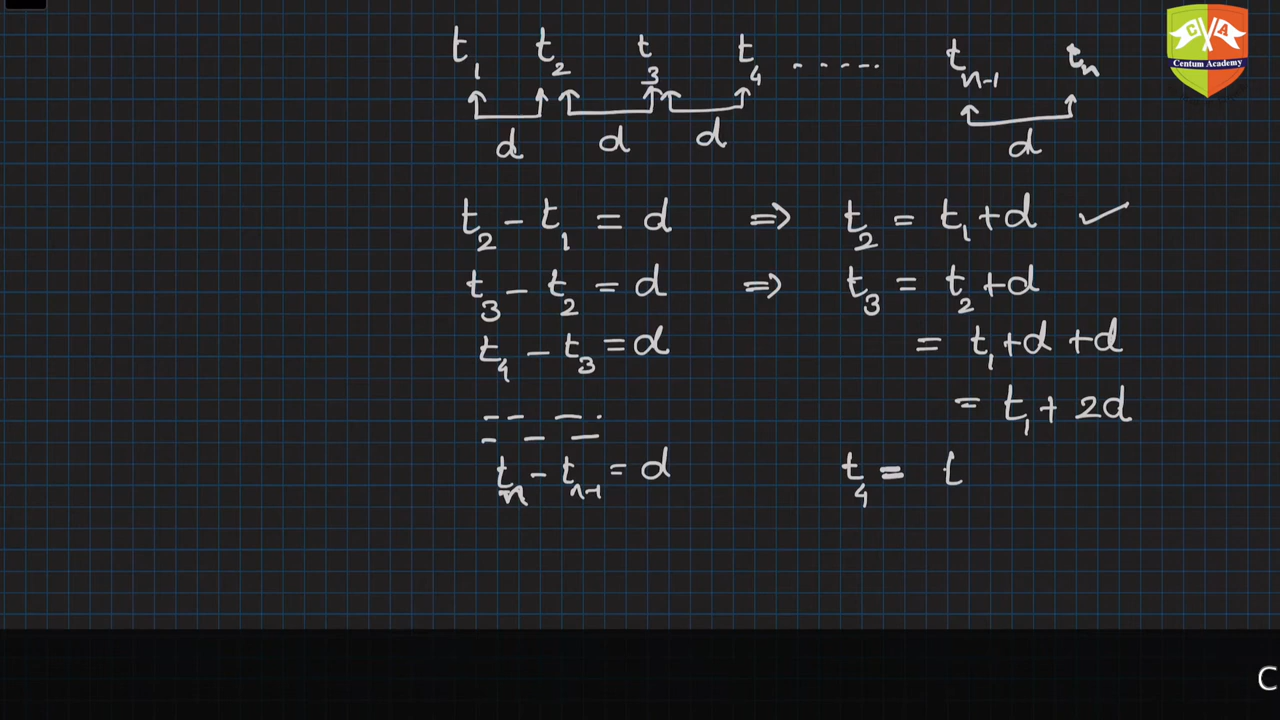 t₁ t₂ t₃ t₄ ...... tₙ₋₁ tₙ
C A
Centum Academy
d d d d
t₂ - t₁ = d ⇒ t₂ = t₁ + d ✓
t₃ - t₂ = d ⇒ t₃ = t₂ + d
t₄ - t₃ = d = t₁ + d + d
= t₁ + 2d
tₙ - tₙ₋₁ = d t₄ = t
C